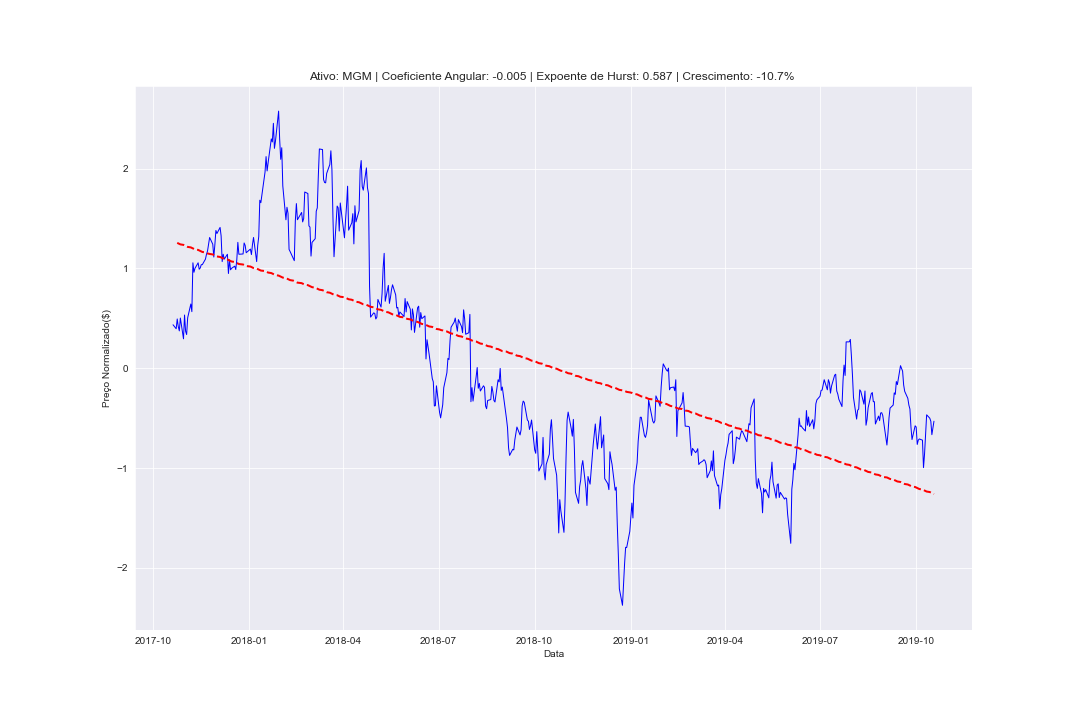 Ativo: MGM | Coeficiente Angular: -0.005 | Expoente de Hurst: 0.587 | Crescimento: -10.7%
Preço Normalizado($)
2
1
0
−1
−2
2017-10 2018-01 2018-04 2018-07 2018-10 2019-01 2019-04 2019-07 2019-10
Data